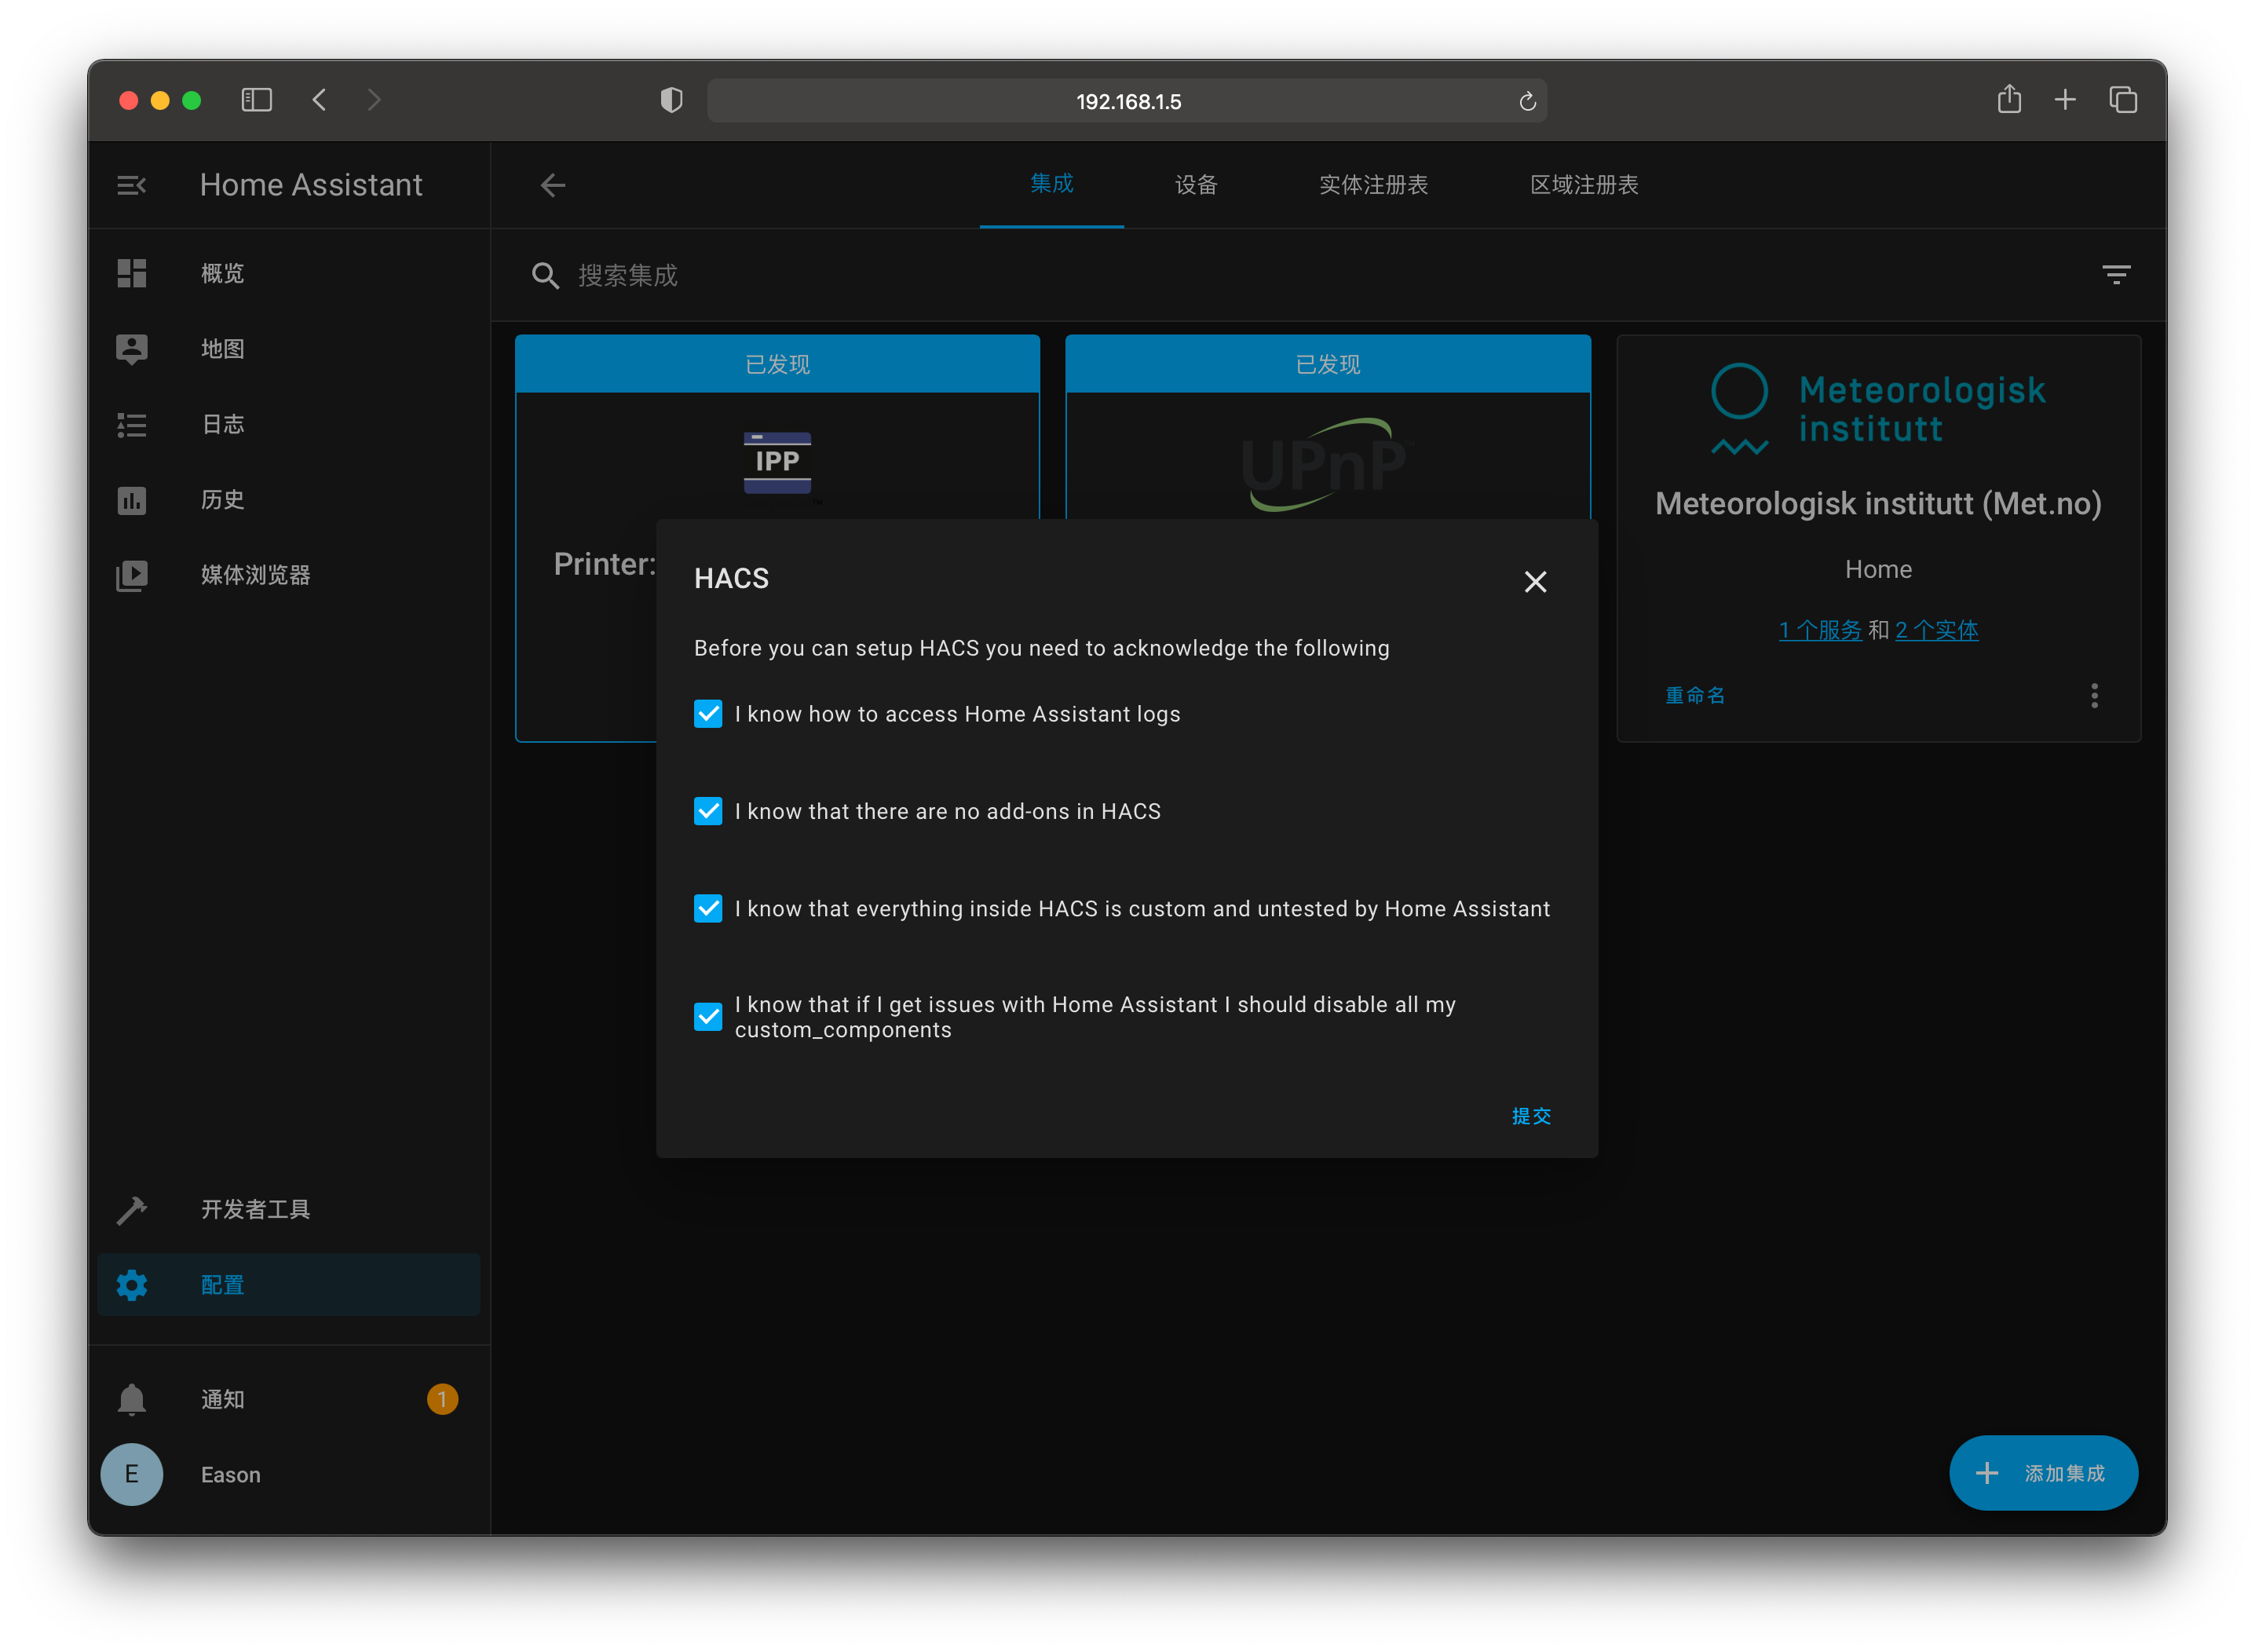 192.168.1.5
Home Assistant
集成
设备
实体注册表
区域注册表
概览
地图
日志
历史
媒体浏览器
开发者工具
配置
通知
1
E
Eason
搜索集成
已发现
IPP
™
Printer:
已发现
UPnP
Meteorologisk
institutt
Meteorologisk institutt (Met.no)
Home
1 个服务 和 2 个实体
重命名
HACS
Before you can setup HACS you need to acknowledge the following
I know how to access Home Assistant logs
I know that there are no add-ons in HACS
I know that everything inside HACS is custom and untested by Home Assistant
I know that if I get issues with Home Assistant I should disable all my
custom_components
提交
添加集成